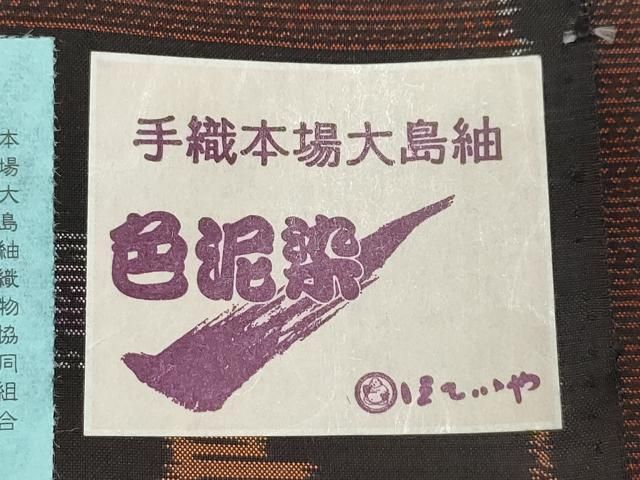 手織本場大島紬
色泥染
ほていや
本場大島紬織物協同組合